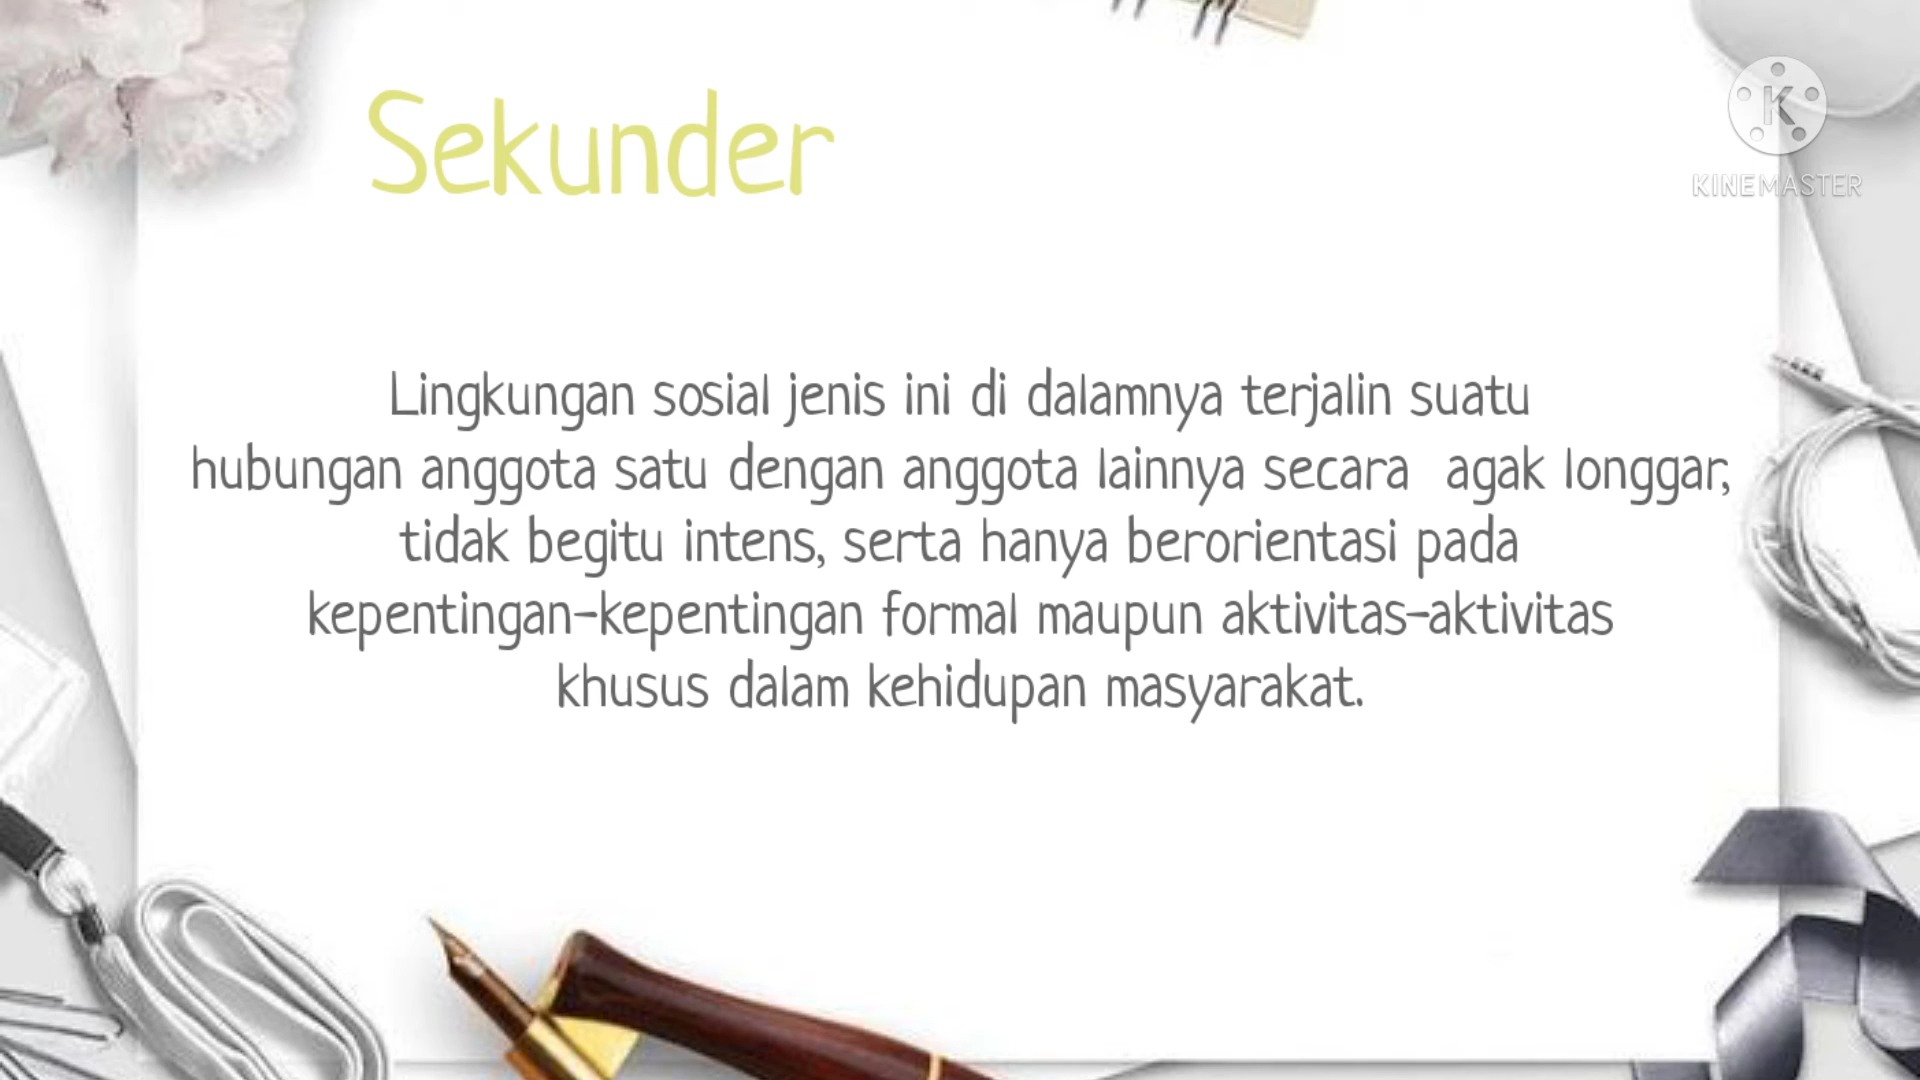 Sekunder
KINEMASTER
Lingkungan sosial jenis ini di dalamnya terjalin suatu
hubungan anggota satu dengan anggota lainnya secara agak longgar,
tidak begitu intens, serta hanya berorientasi pada
kepentingan-kepentingan formal maupun aktivitas-aktivitas
khusus dalam kehidupan masyarakat.